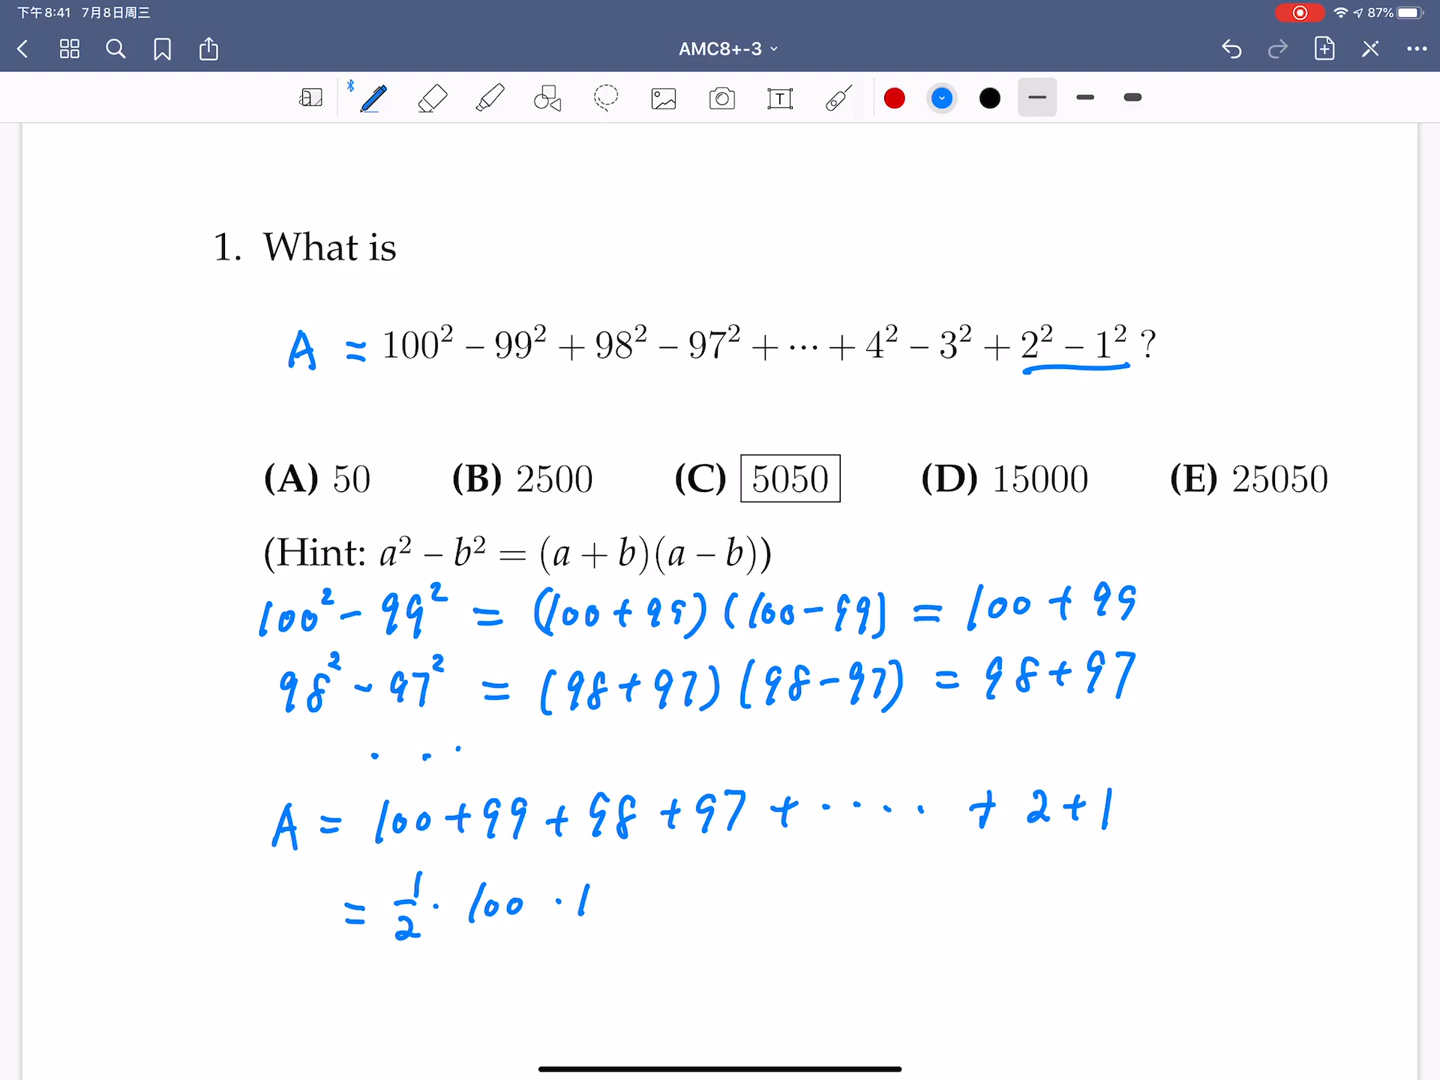 下午8:41 7月8日周三 87%
AMC8+-3
1. What is
A = 100² – 99² + 98² – 97² + ··· + 4² – 3² + 2² – 1² ?
(A) 50 (B) 2500 (C) 5050 (D) 15000 (E) 25050
(Hint: a² – b² = (a + b)(a – b))
100² - 99² = (100+99)(100-99) = 100 + 99
98² - 97² = (98+97)(98-97) = 98+97
...
A = 100+99+98+97+ ···· + 2+1
= 1/2 · 100 · 1